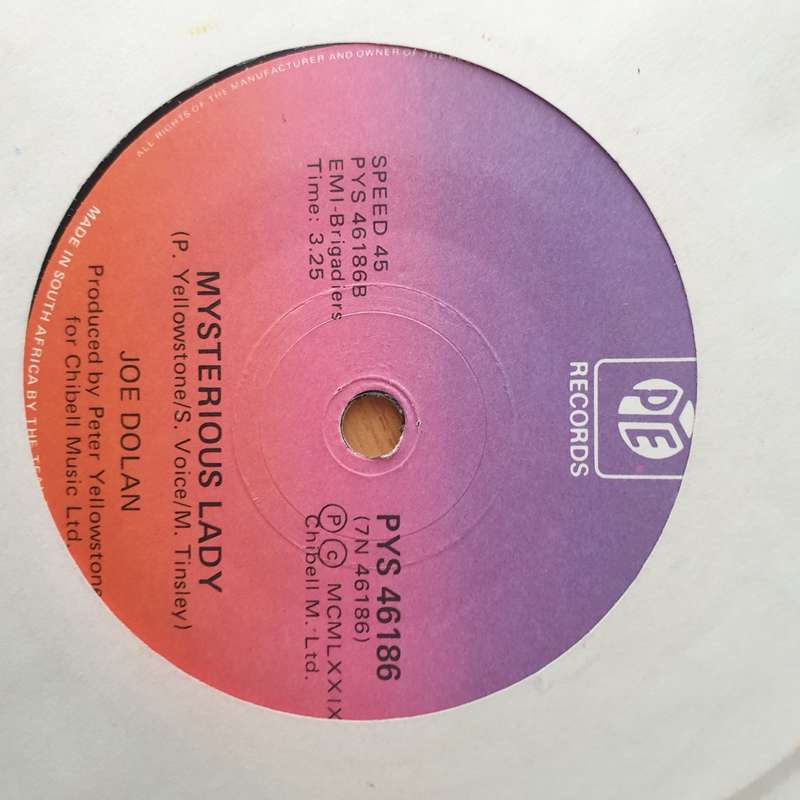 ALL RIGHTS OF THE MANUFACTURER AND OWNER OF THE
PYE
RECORDS
SPEED 45
PYS 46186B
EMI-Brigadiers
Time: 3.25
PYS 46186
(7N 46186)
Ⓟ © MCMLXXIX
Chibell M. Ltd.
MYSTERIOUS LADY
(P. Yellowstone/S. Voice/M. Tinsley)
JOE DOLAN
Produced by Peter Yellowstone
for Chibell Music Ltd.
MADE IN SOUTH AFRICA BY THE